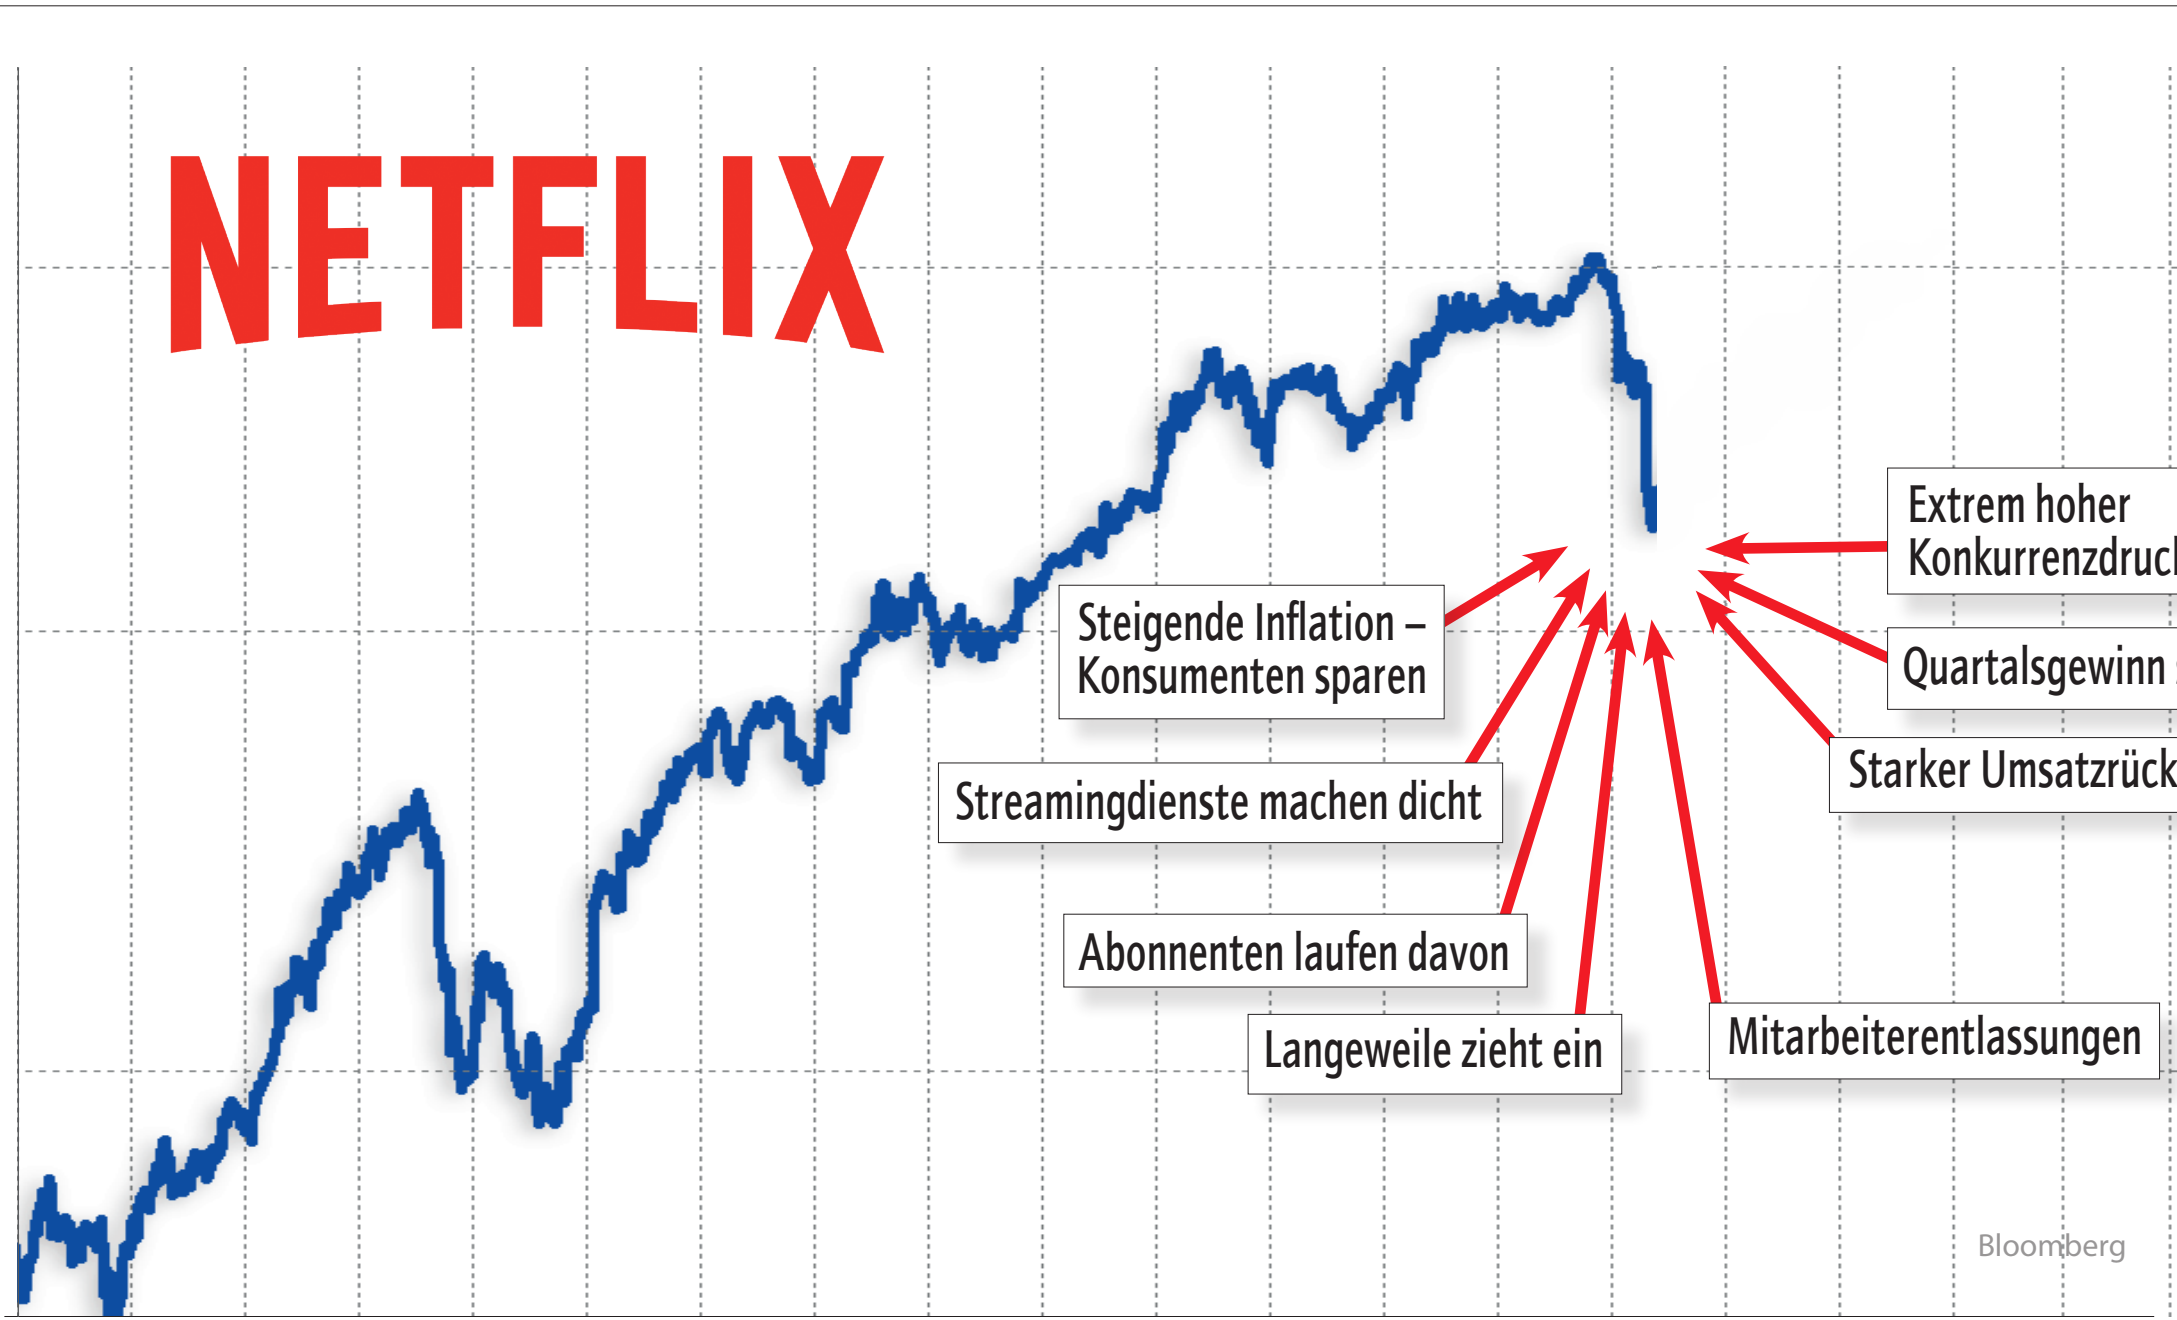 NETFLIX
Extrem hoher
Konkurrenzdruck
Steigende Inflation –
Konsumenten sparen
Quartalsgewinn
Starker Umsatzrück
Streamingdienste machen dicht
Abonnenten laufen davon
Langeweile zieht ein
Mitarbeiterentlassungen
Bloomberg